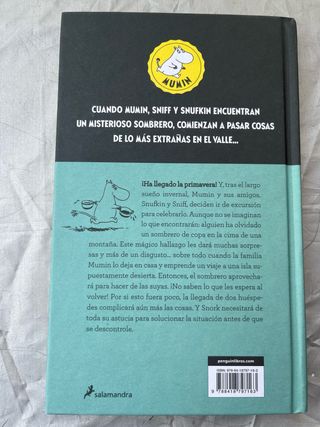 MUMIN
CUANDO MUMIN, SNIFF Y SNUFKIN ENCUENTRAN
UN MISTERIOSO SOMBRERO, COMIENZAN A PASAR COSAS
DE LO MÁS EXTRAÑAS EN EL VALLE...
¡Ha llegado la primavera! Y, tras el largo
sueño invernal, Mumin y sus amigos,
Snufkin y Sniff, deciden ir de excursión
para celebrarlo. Aunque no se imaginan
lo que encontrarán: alguien ha olvidado
un sombrero de copa en la cima de una
montaña. Este mágico hallazgo les dará muchas sorpre-
sas y más de un disgusto... sobre todo cuando la familia
Mumin lo deja en casa y emprende un viaje a una isla su-
puestamente desierta. Entonces, el sombrero aprovecha-
rá para hacer de las suyas. ¡No saben lo que les espera al
volver! Por si esto fuera poco, la llegada de dos huéspe-
des complicará aún más las cosas. Y Snork necesitará de
toda su astucia para solucionar la situación antes de que
se descontrole.
penguinlibros.com
salamandra